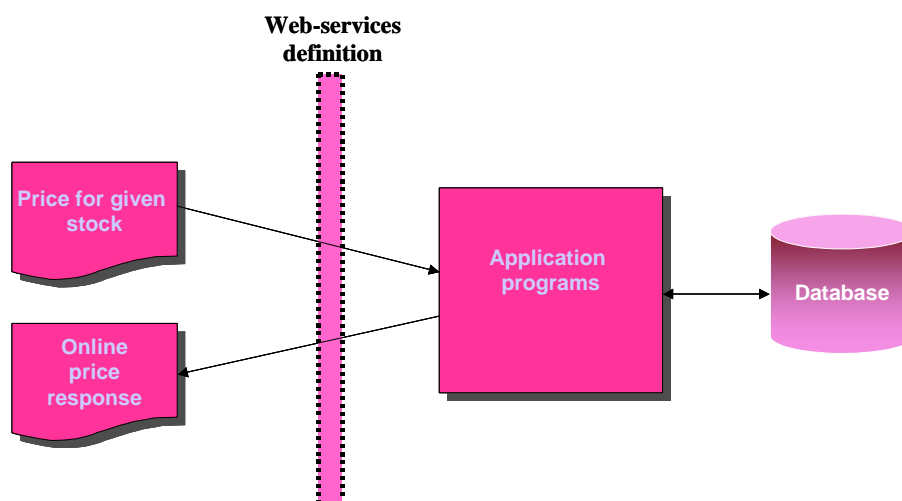 Web-services
definition
Price for given
stock
Application
programs
Database
Online
price
response